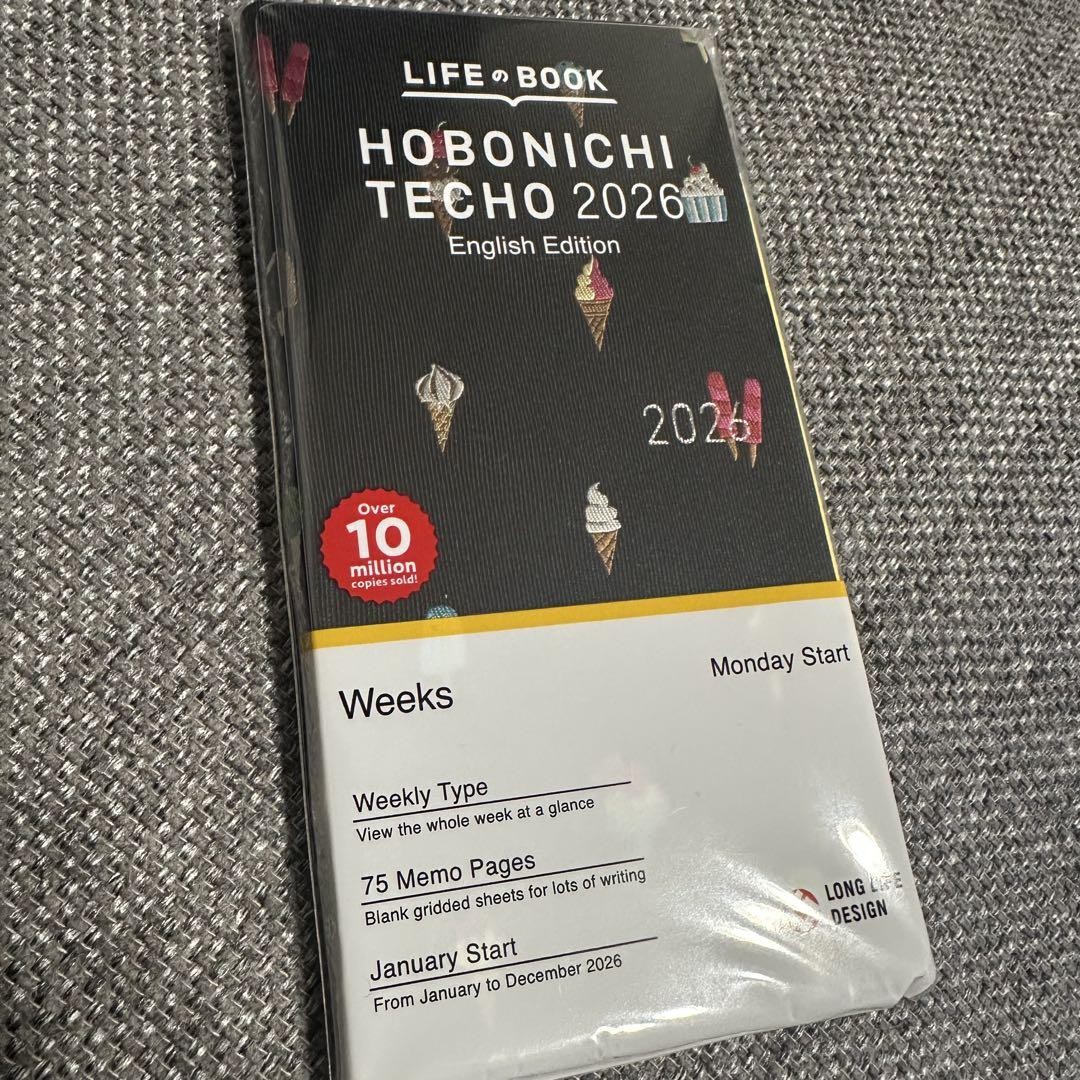 LIFEのBOOK
HOBONICHI
TECHO 2026
English Edition
2026
Over
10
million
copies sold!
Weeks
Monday Start
Weekly Type
View the whole week at a glance
75 Memo Pages
Blank gridded sheets for lots of writing
January Start
From January to December 2026
LONG LIFE
DESIGN